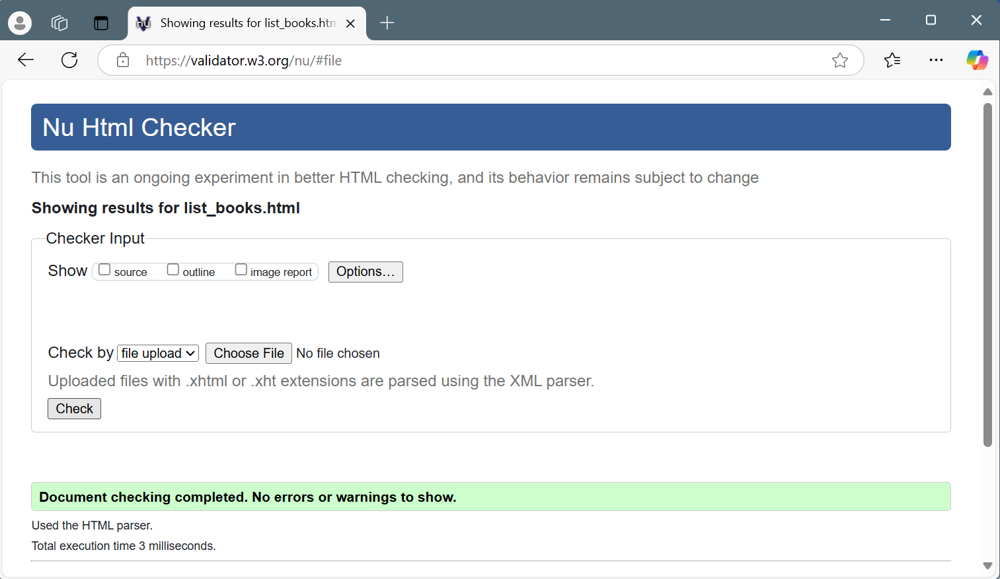 Showing results for list_books.htm
https://validator.w3.org/nu/#file
Nu Html Checker
This tool is an ongoing experiment in better HTML checking, and its behavior remains subject to change
Showing results for list_books.html
Checker Input
Show source outline image report Options...
Check by file upload Choose File No file chosen
Uploaded files with .xhtml or .xht extensions are parsed using the XML parser.
Check
Document checking completed. No errors or warnings to show.
Used the HTML parser.
Total execution time 3 milliseconds.